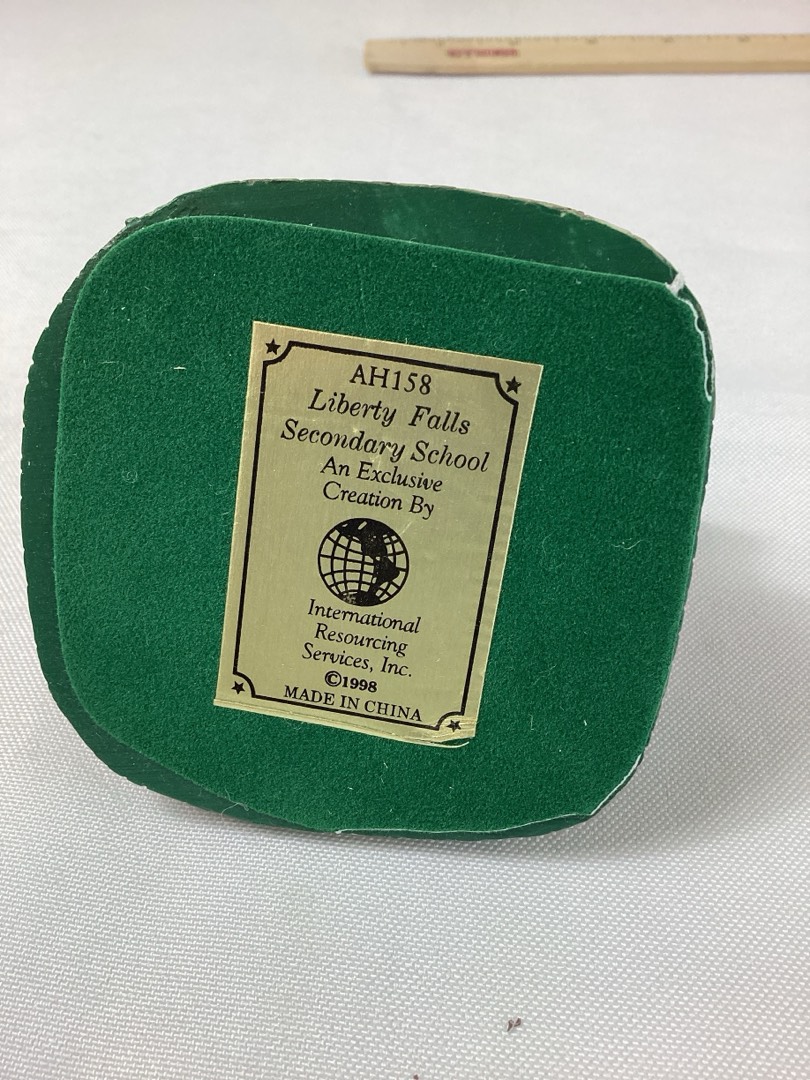 AH158
Liberty Falls
Secondary School
An Exclusive
Creation By
International
Resourcing
Services, Inc.
©1998
MADE IN CHINA